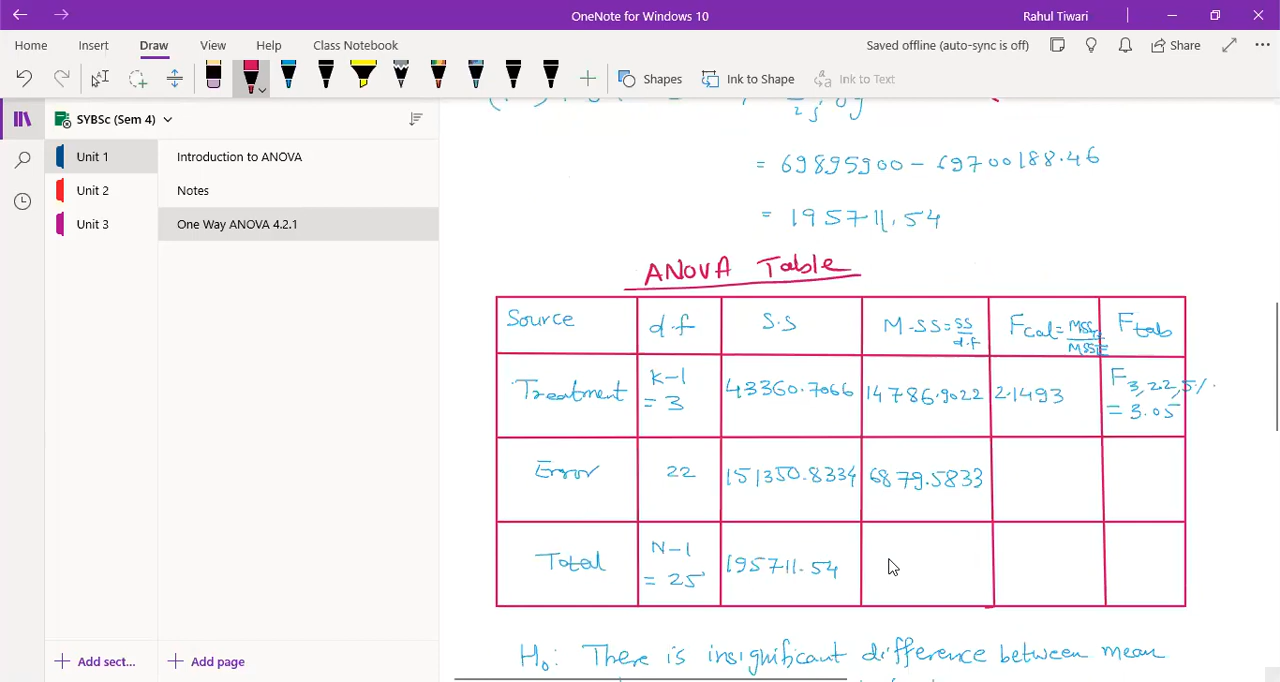 OneNote for Windows 10
Rahul Tiwari
Home Insert Draw View Help Class Notebook
Saved offline (auto-sync is off)
Share
Shapes
Ink to Shape
Ink to Text
SYBSc (Sem 4)
Unit 1
Unit 2
Unit 3
Introduction to ANOVA
Notes
One Way ANOVA 4.2.1
= 69895900 - 69700188.46
= 195711.54
ANOVA Table
Source d.f S.S M.SS = SS/d.f Fcal = MSSTr/MSSE Ftab
Treatment K-1 = 3 43360.7066 14786.9022 2.1493 F3,22,5% = 3.05
Error 22 151350.8334 6879.5833
Total N-1 = 25 195711.54
H0: There is insignificant difference between mean
Add sect...
Add page